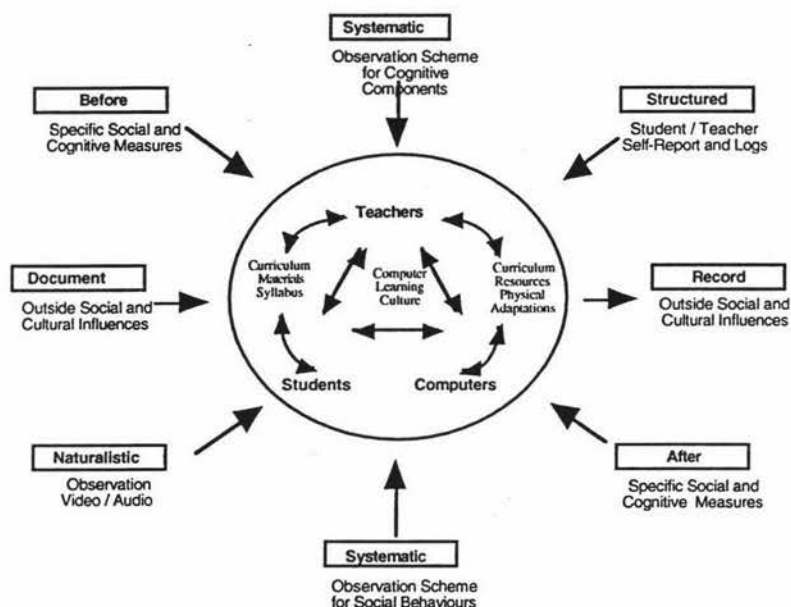 Systematic
Observation Scheme
for Cognitive
Components
Before
Specific Social and
Cognitive Measures
Structured
Student / Teacher
Self-Report and Logs
Teachers
Curriculum
Materials
Syllabus
Computer
Learning
Culture
Curriculum
Resources
Physical
Adaptations
Students
Computers
Document
Outside Social and
Cultural Influences
Record
Outside Social and
Cultural Influences
Naturalistic
Observation
Video / Audio
After
Specific Social and
Cognitive Measures
Systematic
Observation Scheme
for Social Behaviours